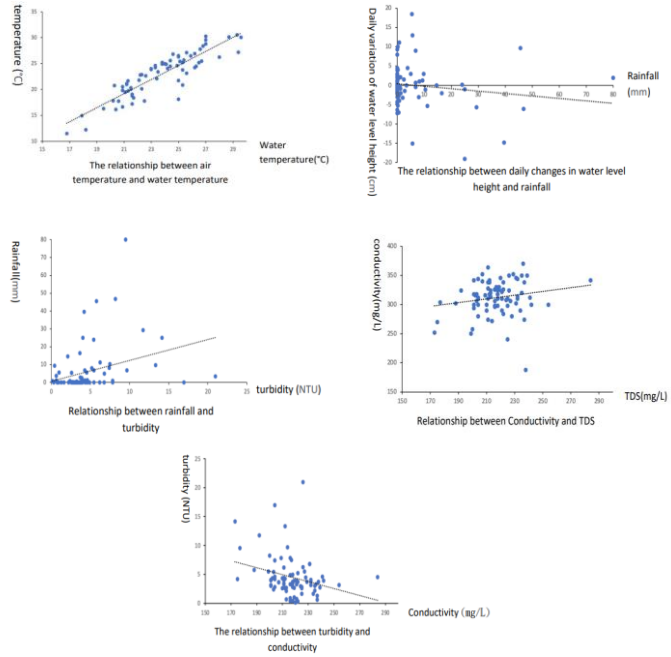 temperature (℃)
35
30
25
20
15
10
15 17 19 21 23 25 27 29
Water
temperature(°C)
The relationship between air
temperature and water temperature
Daily variation of water level height (cm)
20
15
10
5
0
-5
-10
-15
-20
0 10 20 30 40 50 60 70 80
Rainfall
(mm)
The relationship between daily changes in water level
height and rainfall
Rainfall(mm)
80
70
60
50
40
30
20
10
0
0 5 10 15 20 25
turbidity (NTU)
Relationship between rainfall and
turbidity
conductivity(mg/L)
400
350
300
250
200
150
150 170 190 210 230 250 270 290
TDS(mg/L)
Relationship between Conductivity and TDS
turbidity (NTU)
25
20
15
10
5
0
150 170 190 210 230 250 270 290
Conductivity (mg/L)
The relationship between turbidity and
conductivity